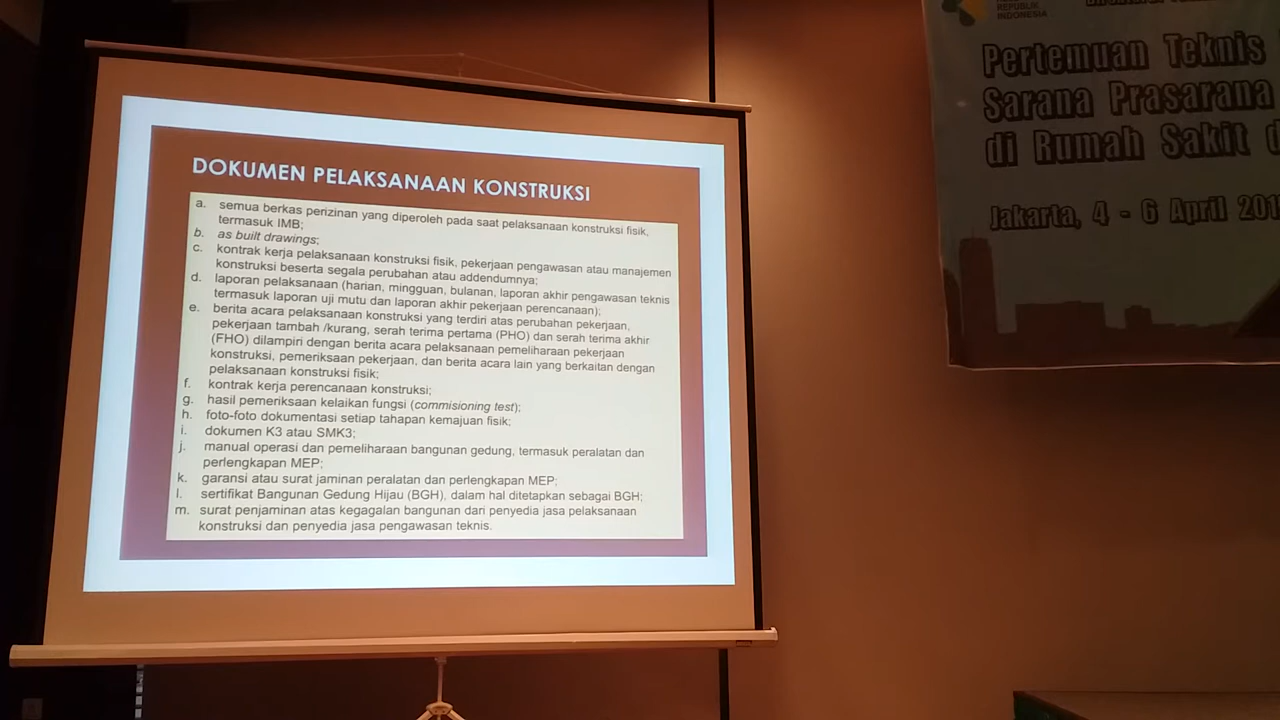 DOKUMEN PELAKSANAAN KONSTRUKSI
a. semua berkas perizinan yang diperoleh pada saat pelaksanaan konstruksi fisik,
termasuk IMB;
b. as built drawings;
c. kontrak kerja pelaksanaan konstruksi fisik, pekerjaan pengawasan atau manajemen
konstruksi beserta segala perubahan atau addendumnya;
d. laporan pelaksanaan (harian, mingguan, bulanan, laporan akhir pengawasan teknis
termasuk laporan uji mutu dan laporan akhir pekerjaan perencanaan);
e. berita acara pelaksanaan konstruksi yang terdiri atas perubahan pekerjaan,
pekerjaan tambah /kurang, serah terima pertama (PHO) dan serah terima akhir
(FHO) dilampiri dengan berita acara pelaksanaan pemeliharaan pekerjaan
konstruksi, pemeriksaan pekerjaan, dan berita acara lain yang berkaitan dengan
pelaksanaan konstruksi fisik;
f. kontrak kerja perencanaan konstruksi;
g. hasil pemeriksaan kelaikan fungsi (commisioning test);
h. foto-foto dokumentasi setiap tahapan kemajuan fisik;
i. dokumen K3 atau SMK3;
j. manual operasi dan pemeliharaan bangunan gedung, termasuk peralatan dan
perlengkapan MEP;
k. garansi atau surat jaminan peralatan dan perlengkapan MEP;
l. sertifikat Bangunan Gedung Hijau (BGH), dalam hal ditetapkan sebagai BGH;
m. surat penjaminan atas kegagalan bangunan dari penyedia jasa pelaksanaan
konstruksi dan penyedia jasa pengawasan teknis.
REPUBLIK
INDONESIA
Pertemuan Teknis
Sarana Prasarana
di Rumah Sakit d
Jakarta, 4 - 6 April 201